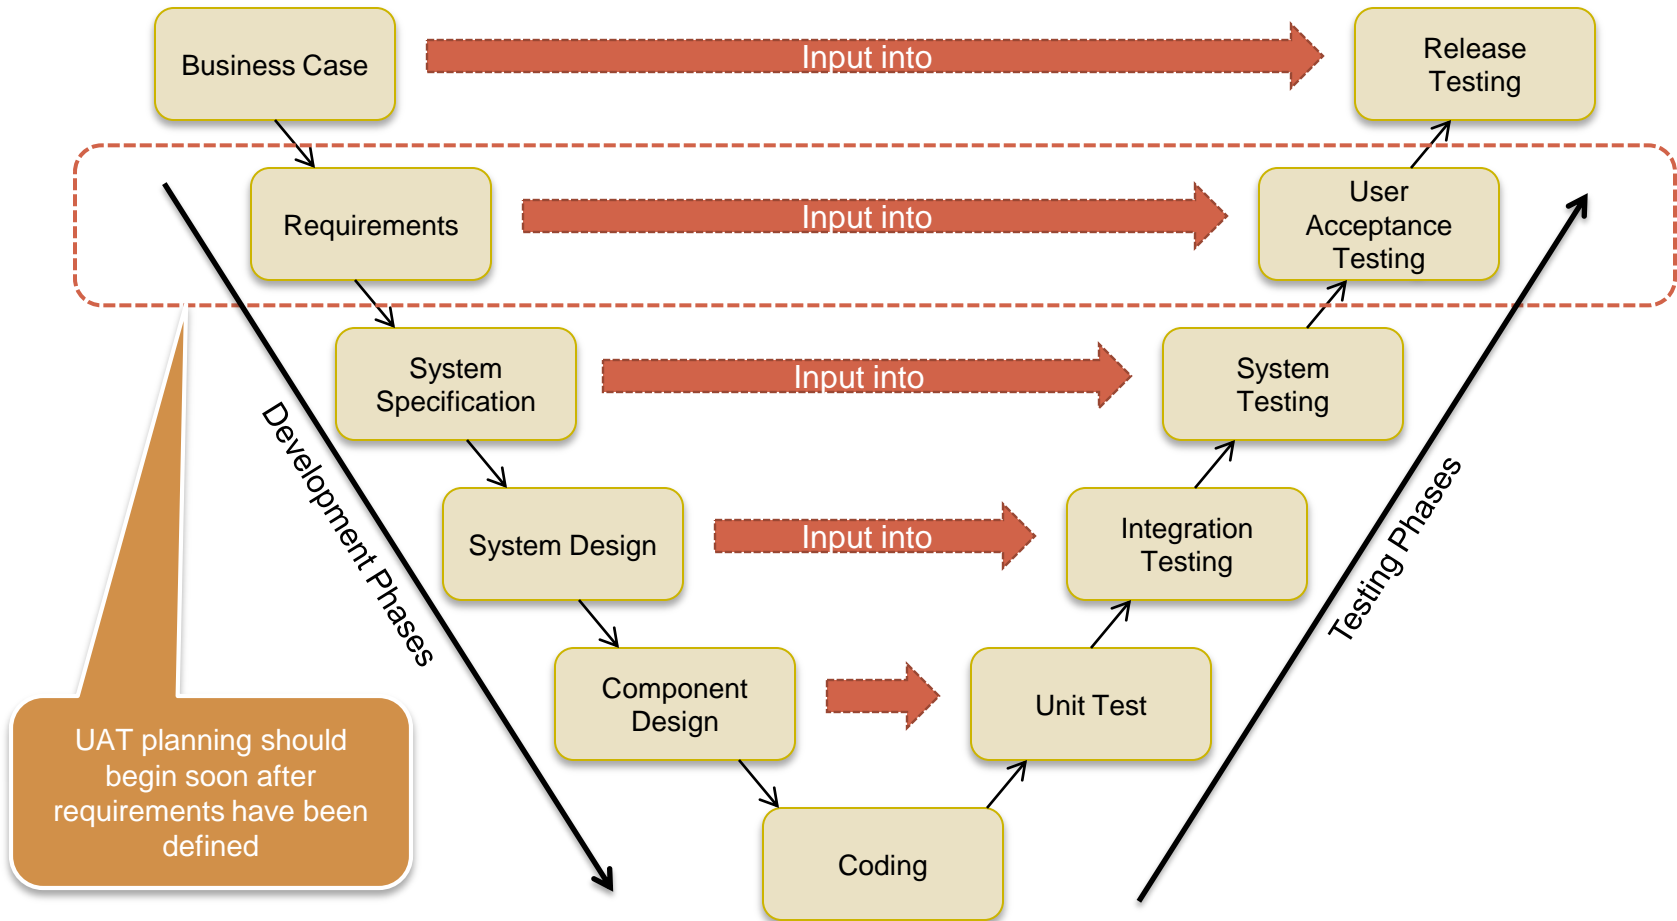 Business Case
Input into
Release
Testing
Requirements
Input into
User
Acceptance
Testing
System
Specification
Input into
System
Testing
Development Phases
System Design
Input into
Integration
Testing
Testing Phases
Component
Design
Unit Test
UAT planning should
begin soon after
requirements have been
defined
Coding